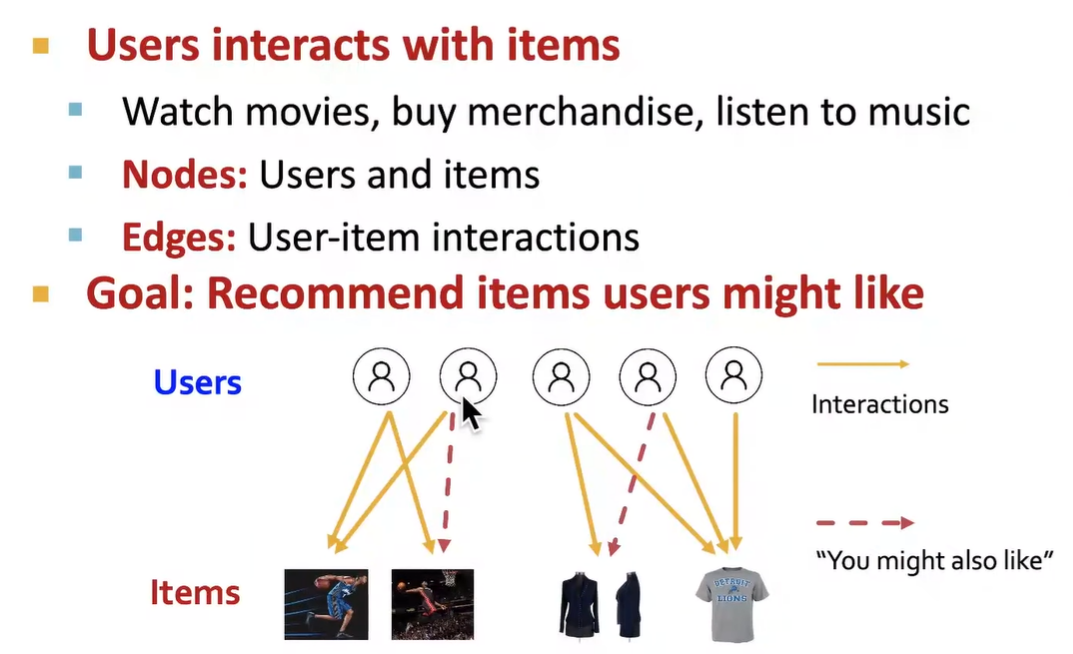 Users interacts with items
Watch movies, buy merchandise, listen to music
Nodes: Users and items
Edges: User-item interactions
Goal: Recommend items users might like
Users
Interactions
"You might also like"
Items
DETROIT
LIONS